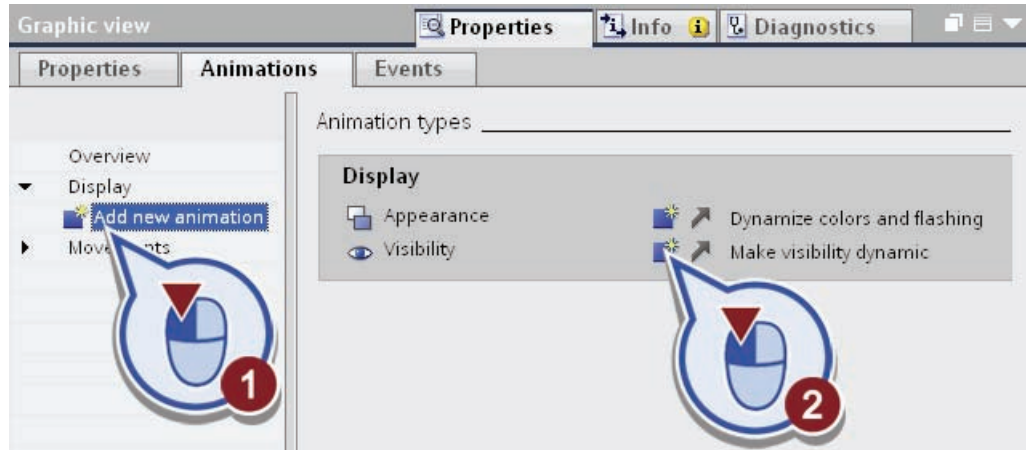 Graphic view Properties Info Diagnostics
Properties Animations Events
Animation types
Overview
Display
Add new animation
Movements
Display
Appearance Dynamize colors and flashing
Visibility Make visibility dynamic
1
2